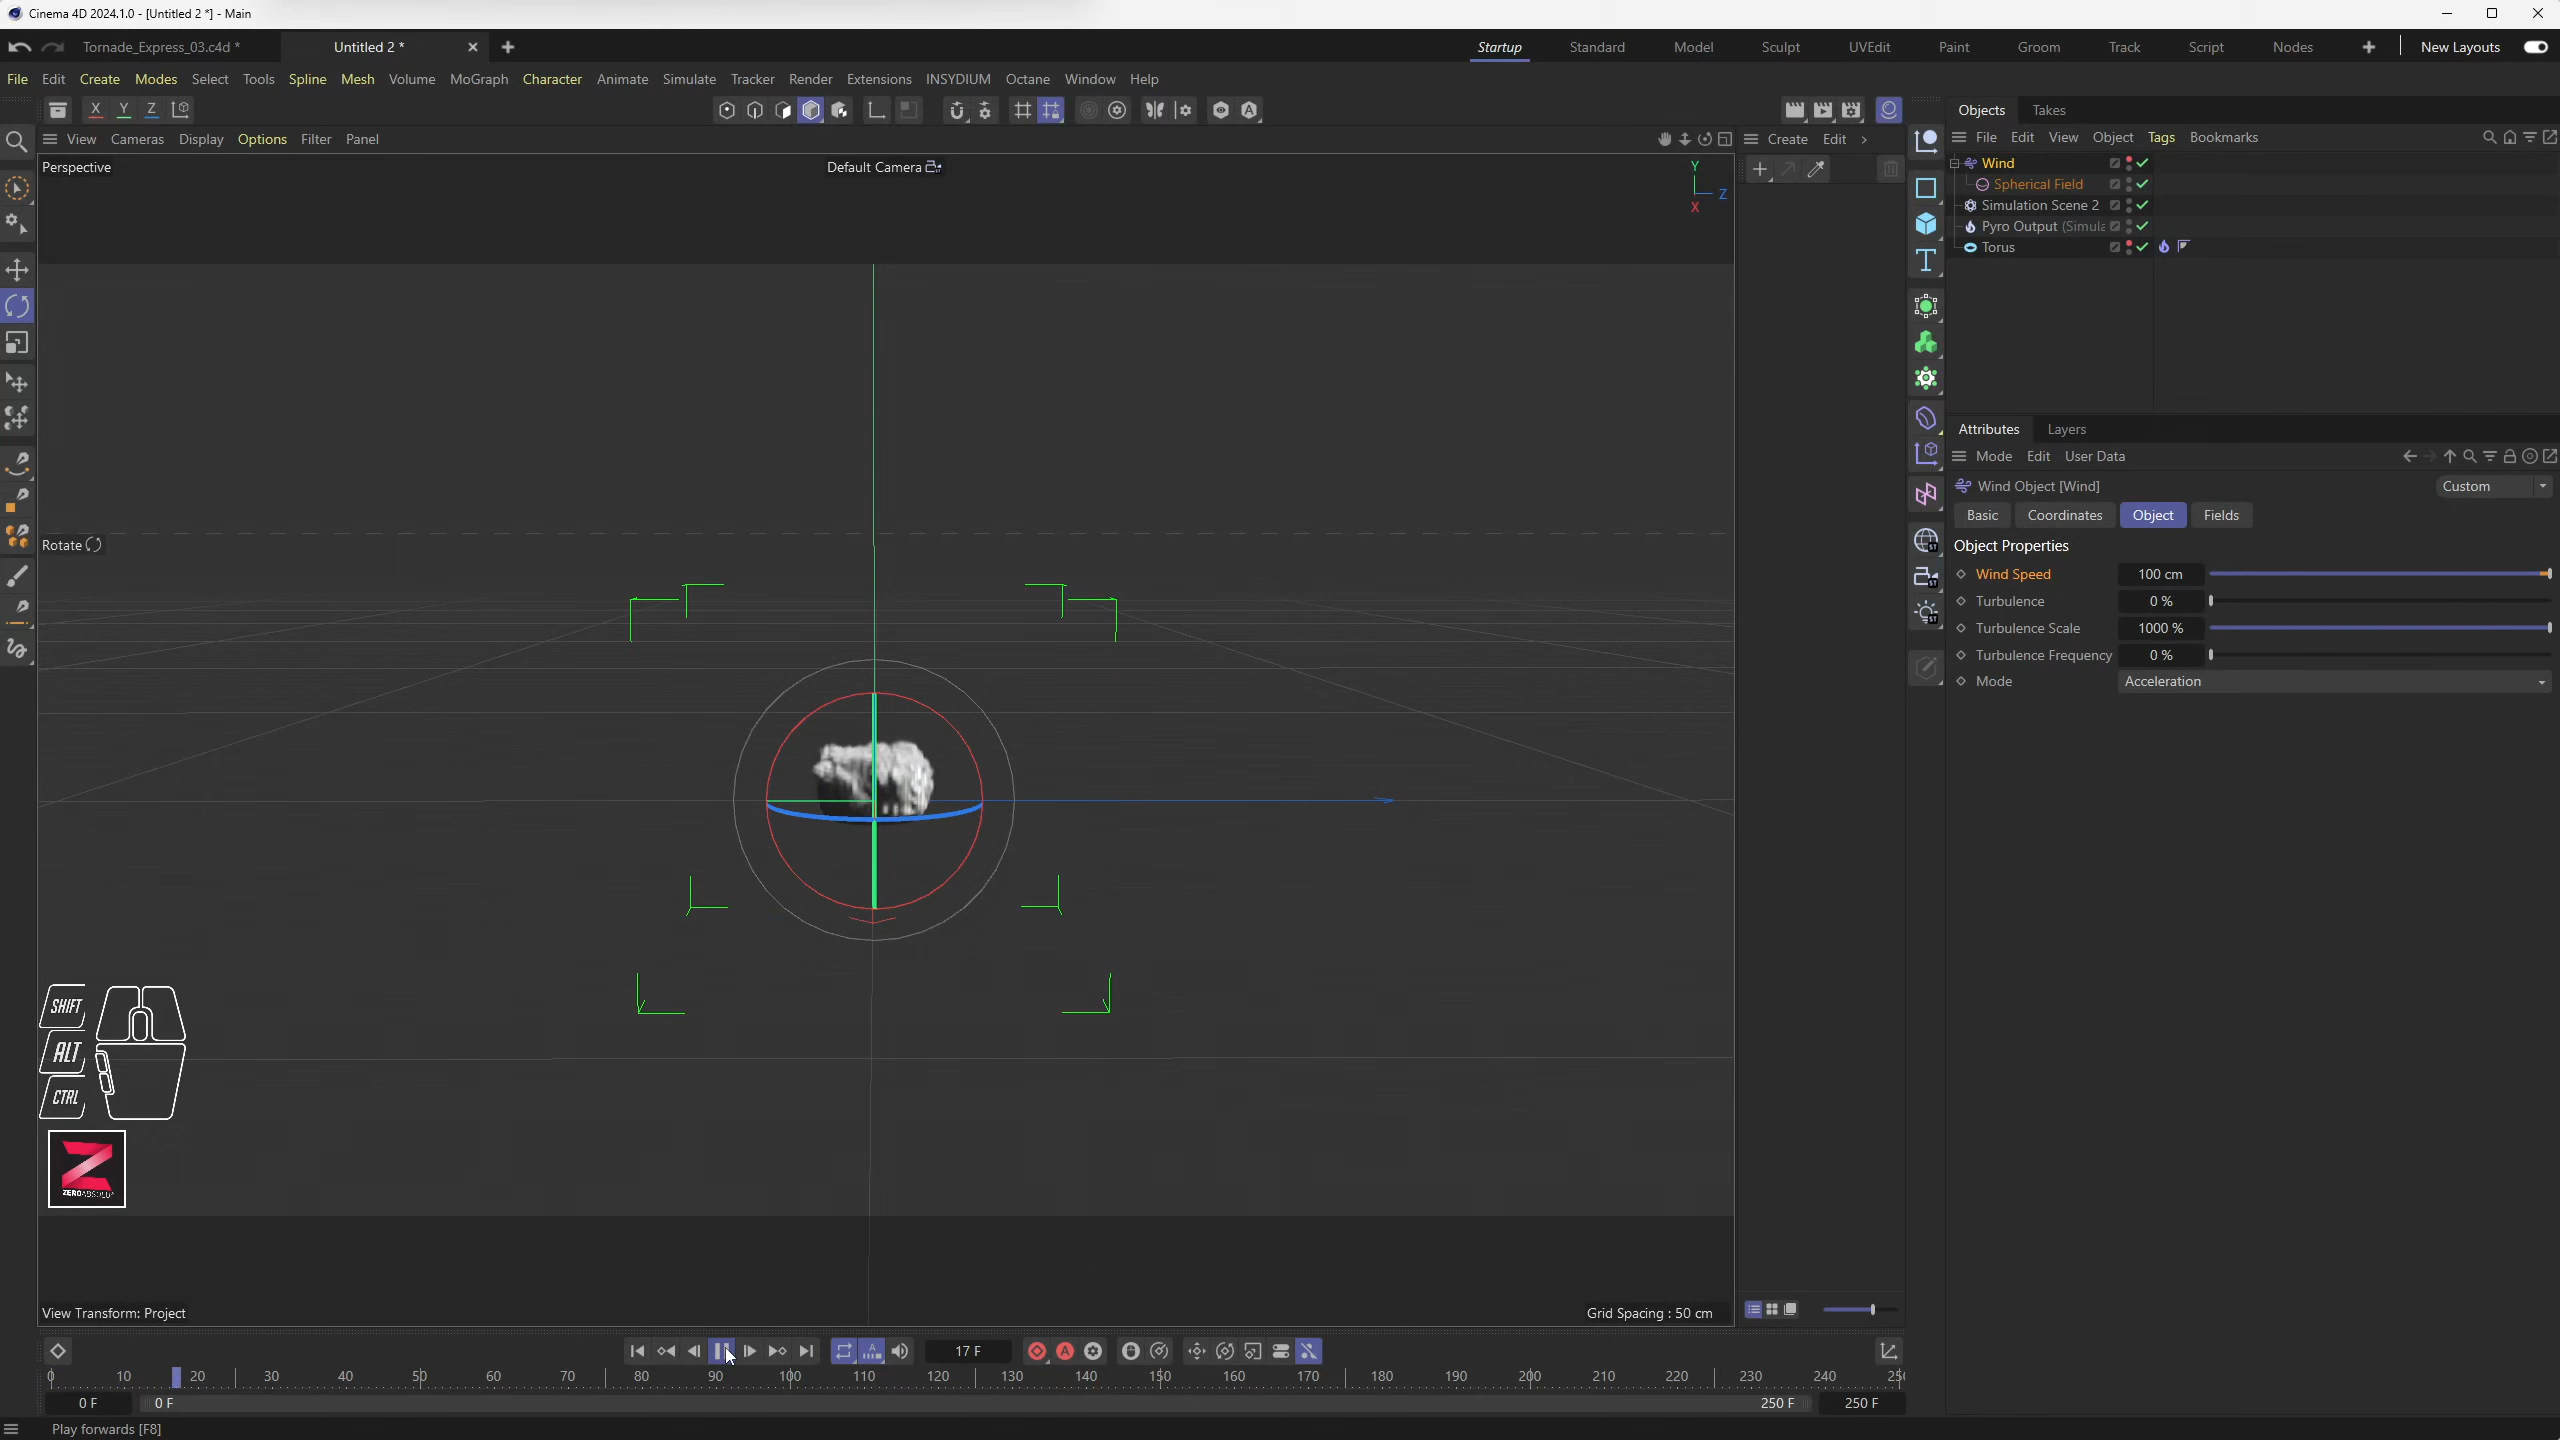 Cinema 4D 2024.1.0 - [Untitled 2 *] - Main
Tornade_Express_03.c4d *
Untitled 2 *
Startup
Standard
Model
Sculpt
UVEdit
Paint
Groom
Track
Script
Nodes
New Layouts
File Edit Create Modes Select Tools Spline Mesh Volume MoGraph Character Animate Simulate Tracker Render Extensions INSYDIUM Octane Window Help
X Y Z
View Cameras Display Options Filter Panel
Create Edit
Objects Takes
File Edit View Object Tags Bookmarks
Perspective
Default Camera
Y
Z
X
Wind
Spherical Field
Simulation Scene 2
Pyro Output (Simula
Torus
Attributes Layers
Mode Edit User Data
Wind Object [Wind]
Custom
Basic Coordinates Object Fields
Object Properties
Wind Speed 100 cm
Turbulence 0 %
Turbulence Scale 1000 %
Turbulence Frequency 0 %
Mode Acceleration
Rotate
SHIFT
ALT
CTRL
Z
ZEROABSOLU
View Transform: Project
Grid Spacing : 50 cm
17 F
0 10 20 30 40 50 60 70 80 90 100 110 120 130 140 150 160 170 180 190 200 210 220 230 240 25
0 F
0 F
250 F
250 F
Play forwards [F8]